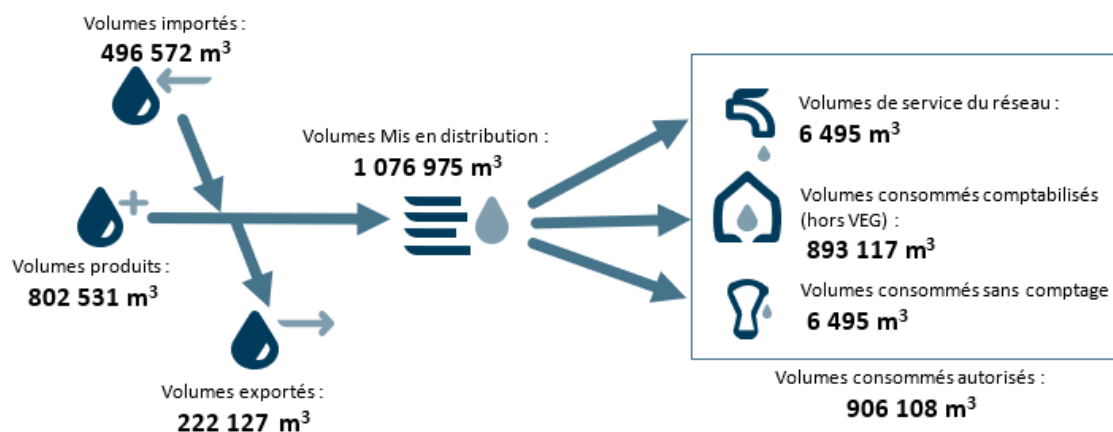 Volumes importés :
496 572 m³
Volumes produits :
802 531 m³
Volumes exportés :
222 127 m³
Volumes Mis en distribution :
1 076 975 m³
Volumes de service du réseau :
6 495 m³
Volumes consommés comptabilisés
(hors VEG) :
893 117 m³
Volumes consommés sans comptage
6 495 m³
Volumes consommés autorisés :
906 108 m³